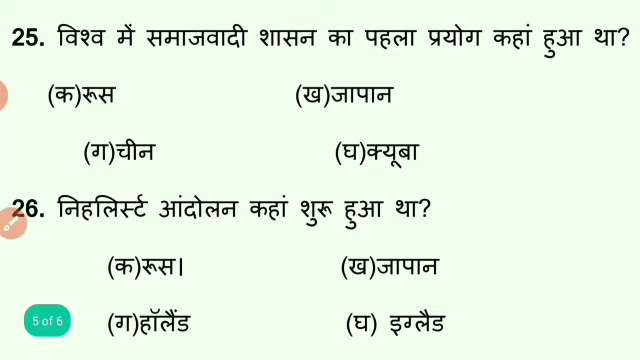 25. विश्व में समाजवादी शासन का पहला प्रयोग कहां हुआ था?
(क)रूस (ख)जापान
(ग)चीन (घ)क्यूबा
26. निहलिर्स्ट आंदोलन कहां शुरू हुआ था?
(क)रूस। (ख)जापान
5 of 6 (ग)हॉलैंड (घ) इग्लैड